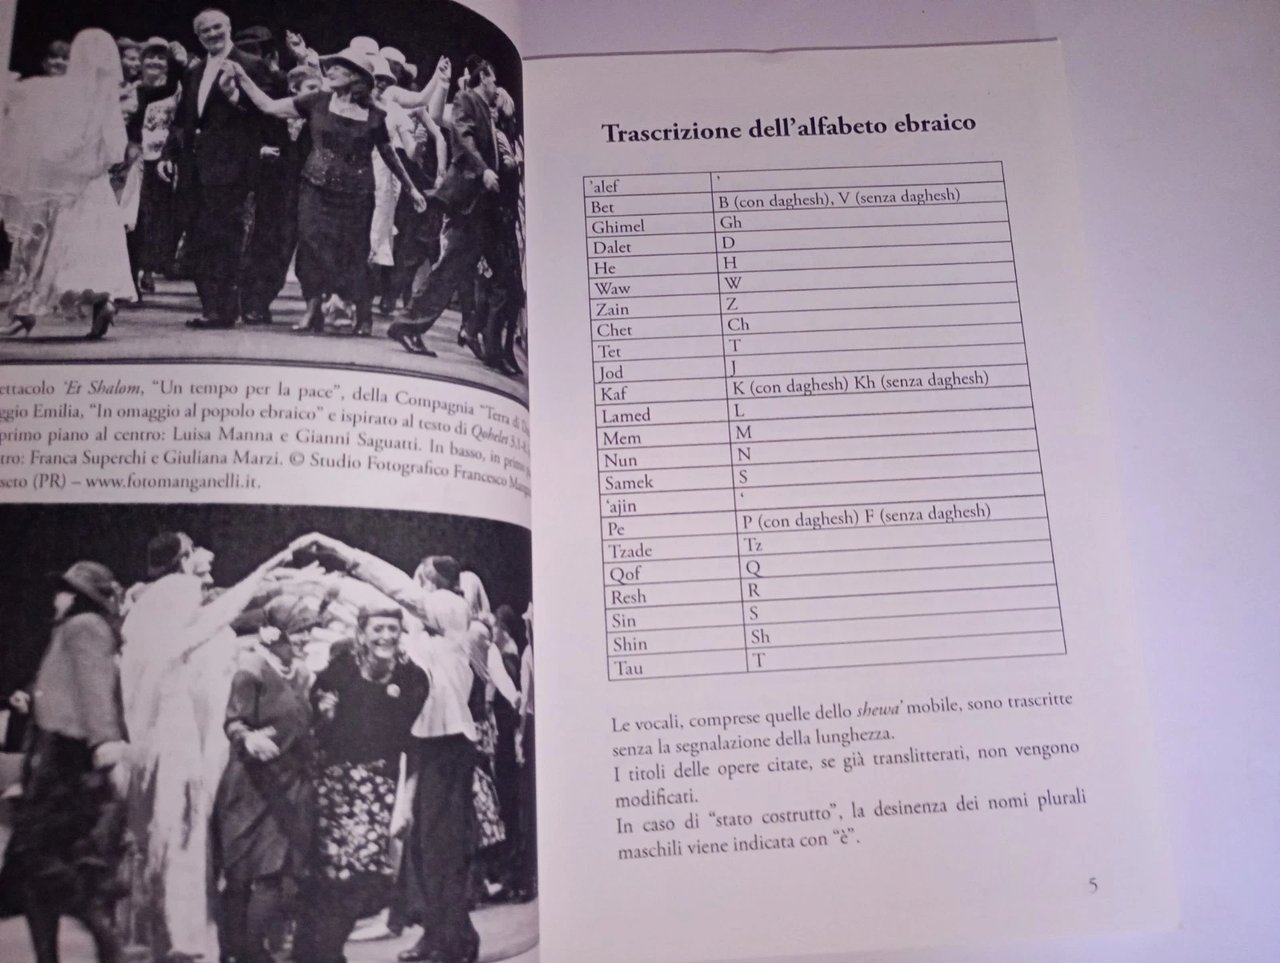 ettacolo 'Et Shalom, “Un tempo per la pace”, della Compagnia “Terra di
ggio Emilia, “In omaggio al popolo ebraico” e ispirato al testo di Qohelet 3,1-8.
primo piano al centro: Luisa Manna e Gianni Saguatti. In basso, in primo
tro: Franca Superchi e Giuliana Marzi. © Studio Fotografico Francesco
seto (PR) – www.fotomanganelli.it.
Trascrizione dell’alfabeto ebraico
’alef ’
Bet B (con daghesh), V (senza daghesh)
Ghimel Gh
Dalet D
He H
Waw W
Zain Z
Chet Ch
Tet T
Jod J
Kaf K (con daghesh) Kh (senza daghesh)
Lamed L
Mem M
Nun N
Samek S
‘ajin ‘
Pe P (con daghesh) F (senza daghesh)
Tzade Tz
Qof Q
Resh R
Sin S
Shin Sh
Tau T
Le vocali, comprese quelle dello shewa’ mobile, sono trascritte
senza la segnalazione della lunghezza.
I titoli delle opere citate, se già translitterati, non vengono
modificati.
In caso di “stato costrutto”, la desinenza dei nomi plurali
maschili viene indicata con “è”.
5